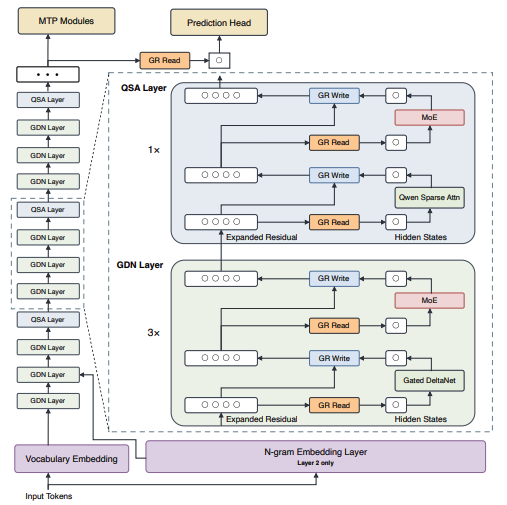 MTP Modules
Prediction Head
GR Read
• • •
QSA Layer
GDN Layer
GDN Layer
GDN Layer
QSA Layer
GDN Layer
GDN Layer
GDN Layer
QSA Layer
GDN Layer
GDN Layer
GDN Layer
QSA Layer
1×
GR Write
MoE
GR Read
GR Write
Qwen Sparse Attn
GR Read
Expanded Residual
Hidden States
GDN Layer
3×
GR Write
MoE
GR Read
GR Write
Gated DeltaNet
GR Read
Expanded Residual
Hidden States
Vocabulary Embedding
N-gram Embedding Layer
Layer 2 only
Input Tokens